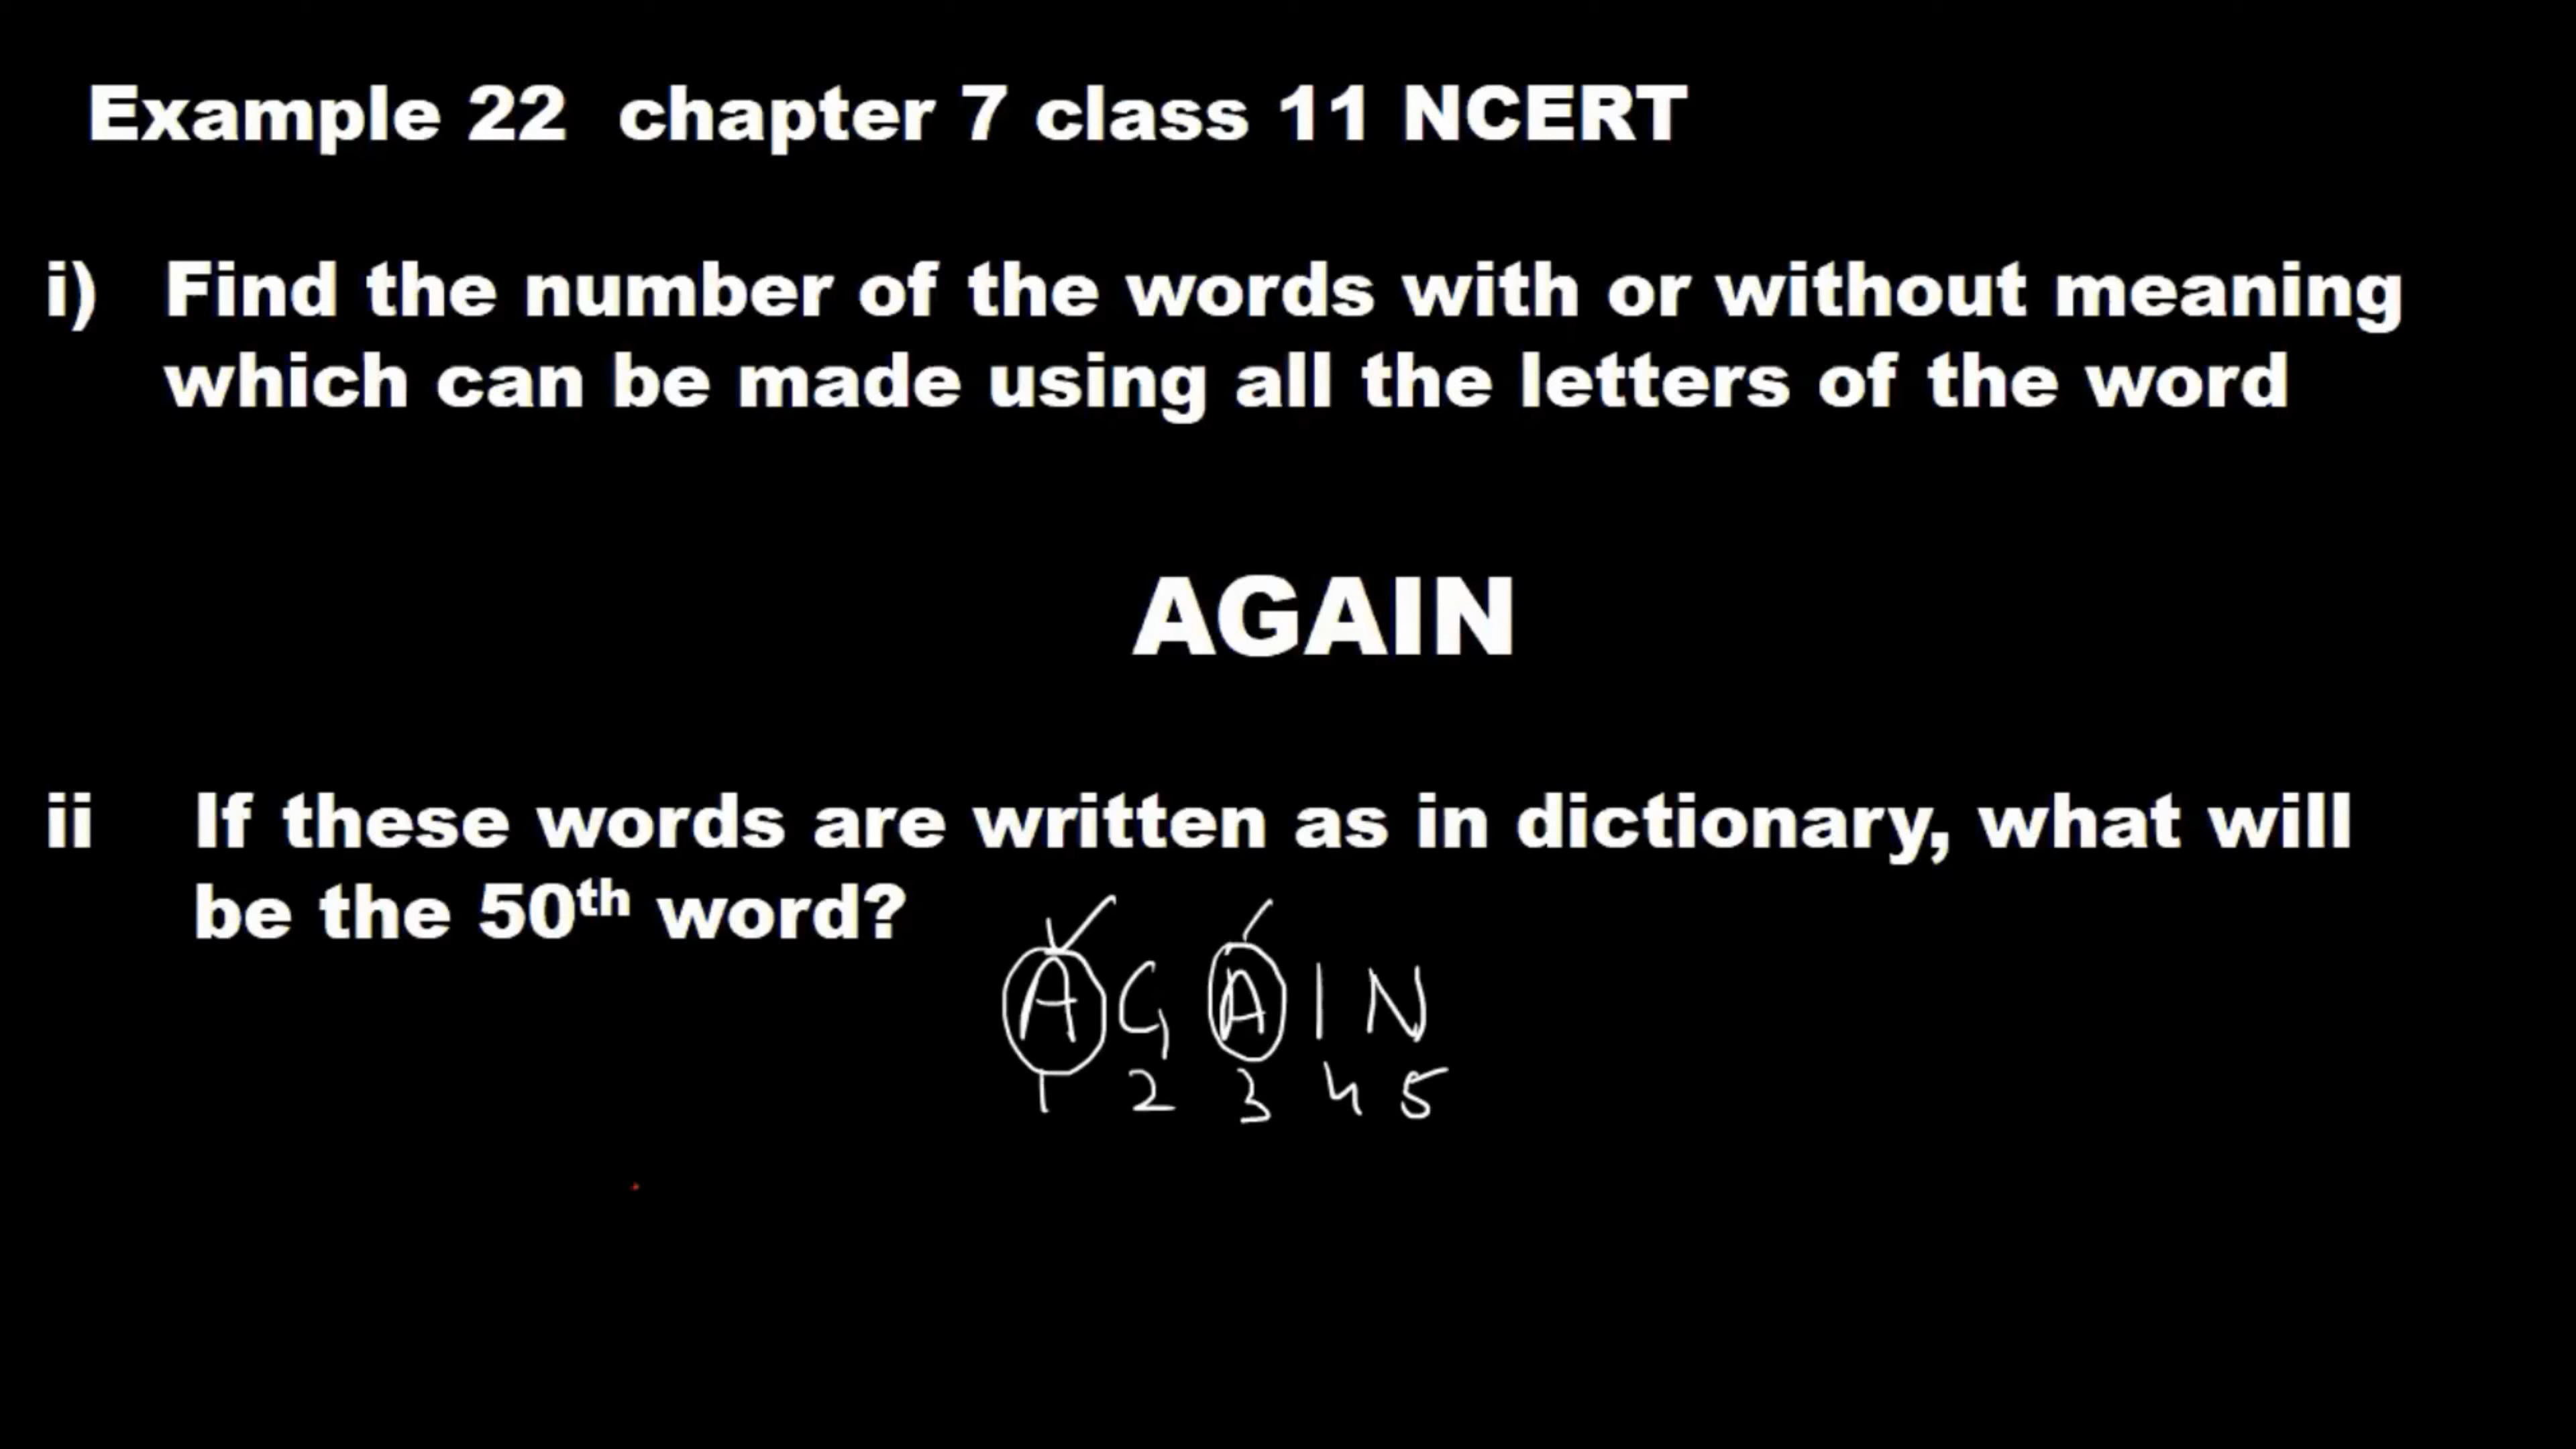 Example 22 chapter 7 class 11 NCERT
i) Find the number of the words with or without meaning
which can be made using all the letters of the word
AGAIN
ii If these words are written as in dictionary, what will
be the 50th word?
A G A I N
1 2 3 4 5